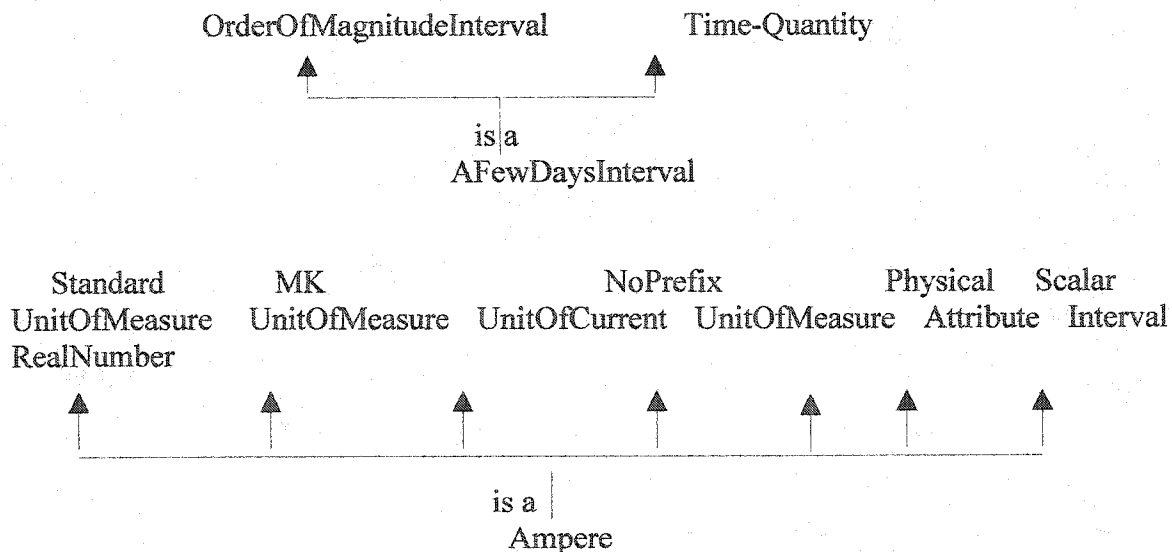 OrderOfMagnitudeInterval Time-Quantity
is a
AFewDaysInterval
Standard MK NoPrefix Physical Scalar
UnitOfMeasure UnitOfMeasure UnitOfCurrent UnitOfMeasure Attribute Interval
RealNumber
is a
Ampere